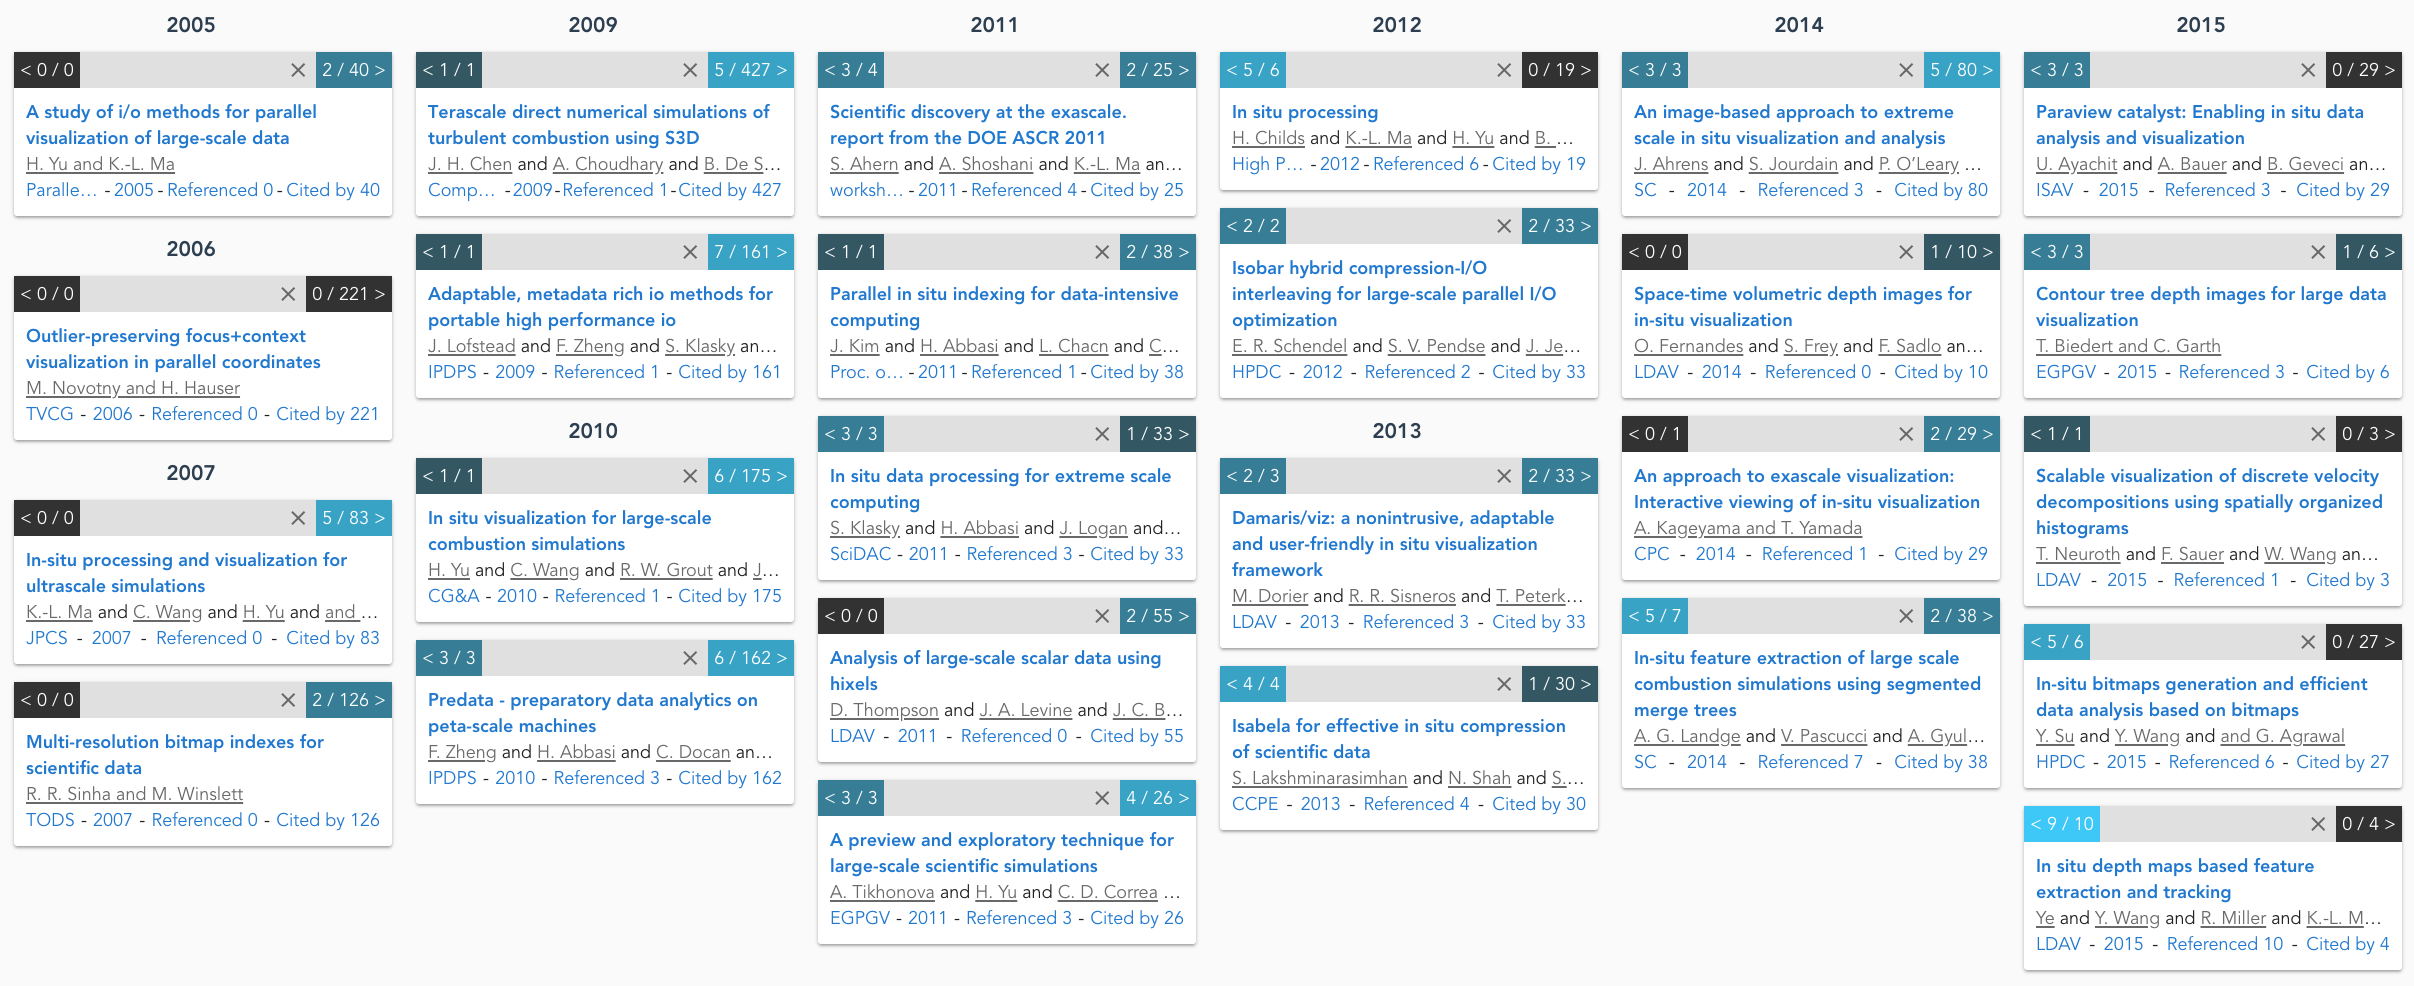 2005
< 0 / 0
2 / 40 >
A study of i/o methods for parallel
visualization of large-scale data
H. Yu and K.-L. Ma
Paralle... - 2005 - Referenced 0 - Cited by 40
2006
< 0 / 0
0 / 221 >
Outlier-preserving focus+context
visualization in parallel coordinates
M. Novotny and H. Hauser
TVCG - 2006 - Referenced 0 - Cited by 221
2007
< 0 / 0
5 / 83 >
In-situ processing and visualization for
ultrascale simulations
K.-L. Ma and C. Wang and H. Yu and and ...
JPCS - 2007 - Referenced 0 - Cited by 83
< 0 / 0
2 / 126 >
Multi-resolution bitmap indexes for
scientific data
R. R. Sinha and M. Winslett
TODS - 2007 - Referenced 0 - Cited by 126
2009
< 1 / 1
5 / 427 >
Terascale direct numerical simulations of
turbulent combustion using S3D
J. H. Chen and A. Choudhary and B. De S...
Comp... - 2009 - Referenced 1 - Cited by 427
< 1 / 1
7 / 161 >
Adaptable, metadata rich io methods for
portable high performance io
J. Lofstead and F. Zheng and S. Klasky an...
IPDPS - 2009 - Referenced 1 - Cited by 161
2010
< 1 / 1
6 / 175 >
In situ visualization for large-scale
combustion simulations
H. Yu and C. Wang and R. W. Grout and J...
CG&A - 2010 - Referenced 1 - Cited by 175
< 3 / 3
6 / 162 >
Predata - preparatory data analytics on
peta-scale machines
F. Zheng and H. Abbasi and C. Docan an...
IPDPS - 2010 - Referenced 3 - Cited by 162
2011
< 3 / 4
2 / 25 >
Scientific discovery at the exascale.
report from the DOE ASCR 2011
S. Ahern and A. Shoshani and K.-L. Ma an...
worksh... - 2011 - Referenced 4 - Cited by 25
< 1 / 1
2 / 38 >
Parallel in situ indexing for data-intensive
computing
J. Kim and H. Abbasi and L. Chacn and C...
Proc. o... - 2011 - Referenced 1 - Cited by 38
< 3 / 3
1 / 33 >
In situ data processing for extreme scale
computing
S. Klasky and H. Abbasi and J. Logan and...
SciDAC - 2011 - Referenced 3 - Cited by 33
< 0 / 0
2 / 55 >
Analysis of large-scale scalar data using
hixels
D. Thompson and J. A. Levine and J. C. B...
LDAV - 2011 - Referenced 0 - Cited by 55
< 3 / 3
4 / 26 >
A preview and exploratory technique for
large-scale scientific simulations
A. Tikhonova and H. Yu and C. D. Correa ...
EGPGV - 2011 - Referenced 3 - Cited by 26
2012
< 5 / 6
0 / 19 >
In situ processing
H. Childs and K.-L. Ma and H. Yu and B. ...
High P... - 2012 - Referenced 6 - Cited by 19
< 2 / 2
2 / 33 >
Isobar hybrid compression-I/O
interleaving for large-scale parallel I/O
optimization
E. R. Schendel and S. V. Pendse and J. Je...
HPDC - 2012 - Referenced 2 - Cited by 33
2013
< 2 / 3
2 / 33 >
Damaris/viz: a nonintrusive, adaptable
and user-friendly in situ visualization
framework
M. Dorier and R. R. Sisneros and T. Peterk...
LDAV - 2013 - Referenced 3 - Cited by 33
< 4 / 4
1 / 30 >
Isabela for effective in situ compression
of scientific data
S. Lakshminarasimhan and N. Shah and S....
CCPE - 2013 - Referenced 4 - Cited by 30
2014
< 3 / 3
5 / 80 >
An image-based approach to extreme
scale in situ visualization and analysis
J. Ahrens and S. Jourdain and P. O'Leary ...
SC - 2014 - Referenced 3 - Cited by 80
< 0 / 0
1 / 10 >
Space-time volumetric depth images for
in-situ visualization
O. Fernandes and S. Frey and F. Sadlo an...
LDAV - 2014 - Referenced 0 - Cited by 10
< 0 / 1
2 / 29 >
An approach to exascale visualization:
Interactive viewing of in-situ visualization
A. Kageyama and T. Yamada
CPC - 2014 - Referenced 1 - Cited by 29
< 5 / 7
2 / 38 >
In-situ feature extraction of large scale
combustion simulations using segmented
merge trees
A. G. Landge and V. Pascucci and A. Gyul...
SC - 2014 - Referenced 7 - Cited by 38
2015
< 3 / 3
0 / 29 >
Paraview catalyst: Enabling in situ data
analysis and visualization
U. Ayachit and A. Bauer and B. Geveci an...
ISAV - 2015 - Referenced 3 - Cited by 29
< 3 / 3
1 / 6 >
Contour tree depth images for large data
visualization
T. Biedert and C. Garth
EGPGV - 2015 - Referenced 3 - Cited by 6
< 1 / 1
0 / 3 >
Scalable visualization of discrete velocity
decompositions using spatially organized
histograms
T. Neuroth and F. Sauer and W. Wang an...
LDAV - 2015 - Referenced 1 - Cited by 3
< 5 / 6
0 / 27 >
In-situ bitmaps generation and efficient
data analysis based on bitmaps
Y. Su and Y. Wang and and G. Agrawal
HPDC - 2015 - Referenced 6 - Cited by 27
< 9 / 10
0 / 4 >
In situ depth maps based feature
extraction and tracking
Ye and Y. Wang and R. Miller and K.-L. M...
LDAV - 2015 - Referenced 10 - Cited by 4